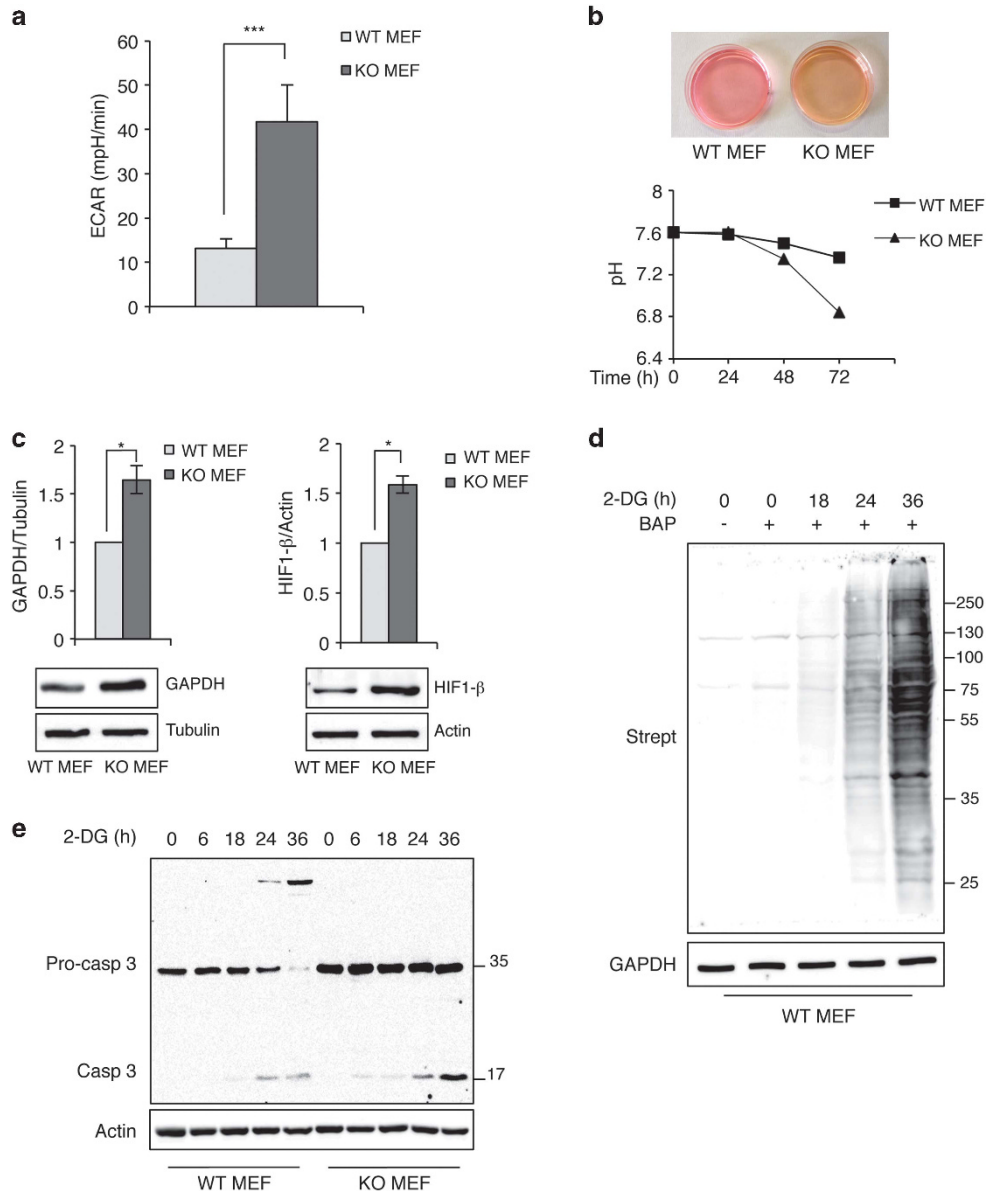 a
60
50
40
30
20
10
0
ECAR (mpH/min)
***
WT MEF
KO MEF
b
WT MEF KO MEF
8
7.6
7.2
6.8
6.4
pH
Time (h) 0 24 48 72
WT MEF
KO MEF
c
2
1.5
1
0.5
0
GAPDH/Tubulin
*
WT MEF
KO MEF
GAPDH
Tubulin
WT MEF KO MEF
2
1.5
1
0.5
0
HIF1-β/Actin
*
WT MEF
KO MEF
HIF1-β
Actin
WT MEF KO MEF
d
2-DG (h) 0 0 18 24 36
BAP - + + + +
250
130
100
75
55
35
25
Strept
GAPDH
WT MEF
e
2-DG (h) 0 6 18 24 36 0 6 18 24 36
Pro-casp 3
35
Casp 3
17
Actin
WT MEF KO MEF